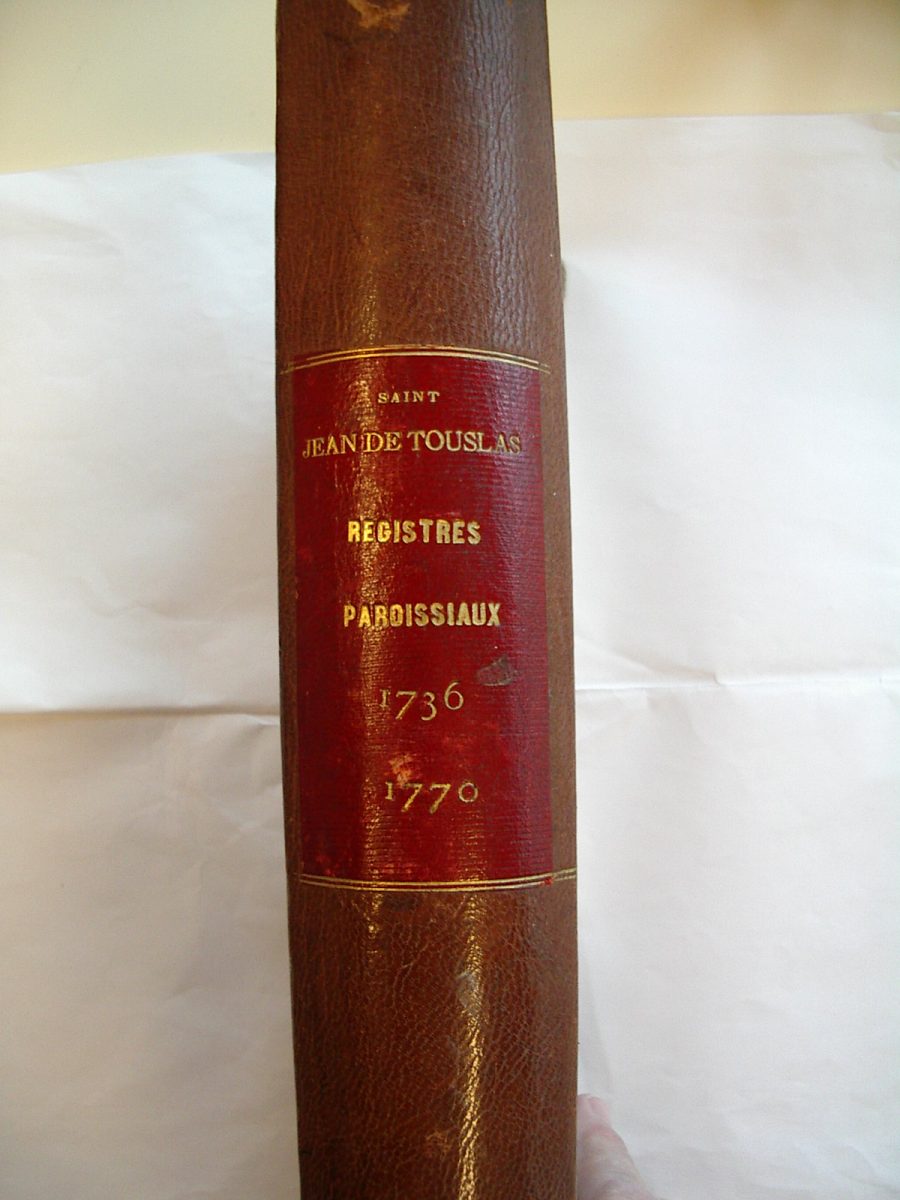 SAINT
JEAN DE TOUSLAS
REGISTRES
PAROISSIAUX
1736
1770